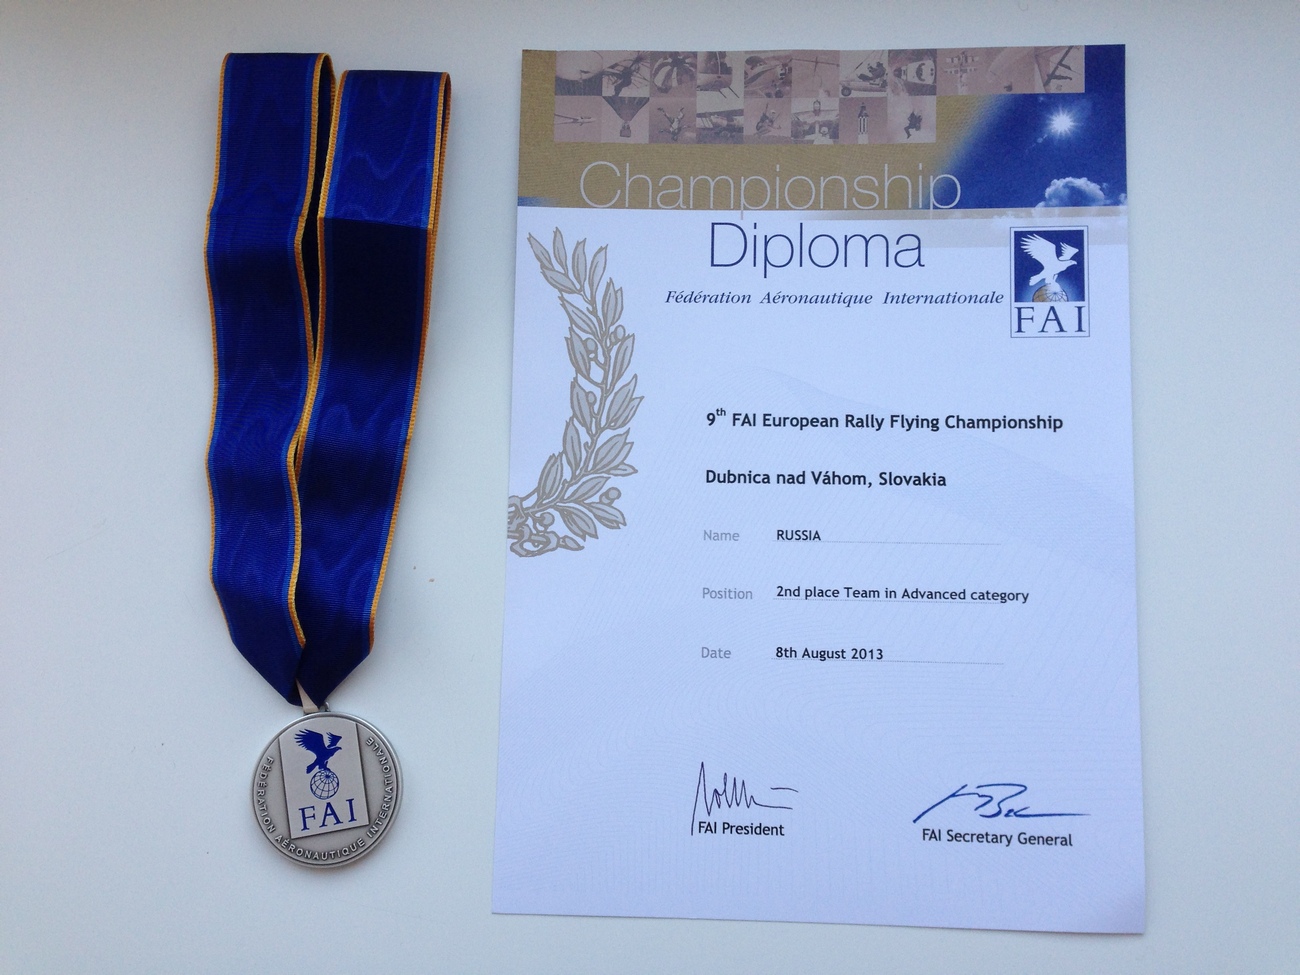 Championship
Diploma
Fédération Aéronautique Internationale
FAI
9th FAI European Rally Flying Championship
Dubnica nad Váhom, Slovakia
Name RUSSIA
Position 2nd place Team in Advanced category
Date 8th August 2013
FAI President
FAI Secretary General
FAI
FÉDÉRATION AÉRONAUTIQUE INTERNATIONALE